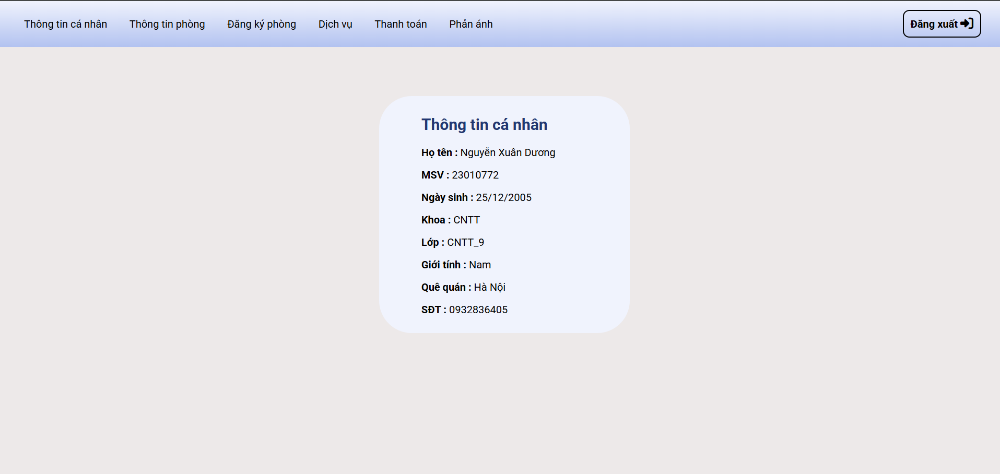 Thông tin cá nhân Thông tin phòng Đăng ký phòng Dịch vụ Thanh toán Phản ánh Đăng xuất
Thông tin cá nhân
Họ tên : Nguyễn Xuân Dương
MSV : 23010772
Ngày sinh : 25/12/2005
Khoa : CNTT
Lớp : CNTT_9
Giới tính : Nam
Quê quán : Hà Nội
SĐT : 0932836405